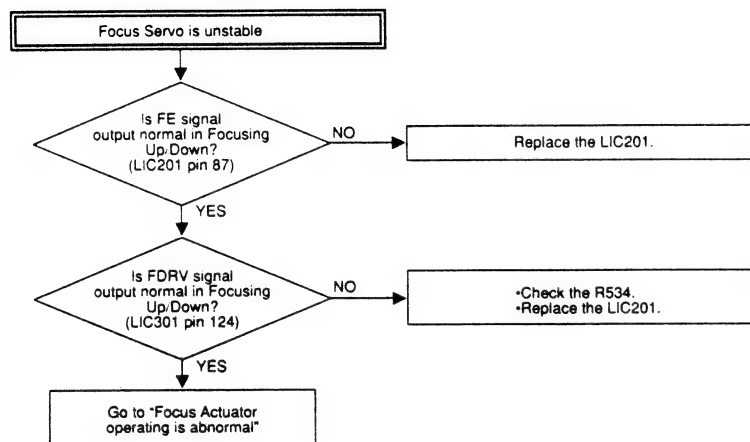 Focus Servo is unstable
Is FE signal
output normal in Focusing
Up/Down?
(LIC201 pin 87)
NO
Replace the LIC201.
YES
Is FDRV signal
output normal in Focusing
Up/Down?
(LIC301 pin 124)
NO
•Check the R534.
•Replace the LIC201.
YES
Go to "Focus Actuator
operating is abnormal"